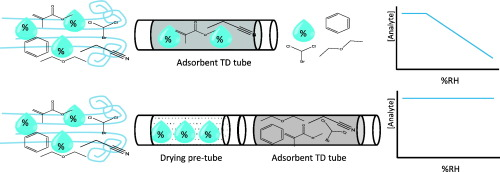 % % %
% %
%
Adsorbent TD tube
[Analyte]
%RH
% % %
% % %
Drying pre-tube
Adsorbent TD tube
[Analyte]
%RH